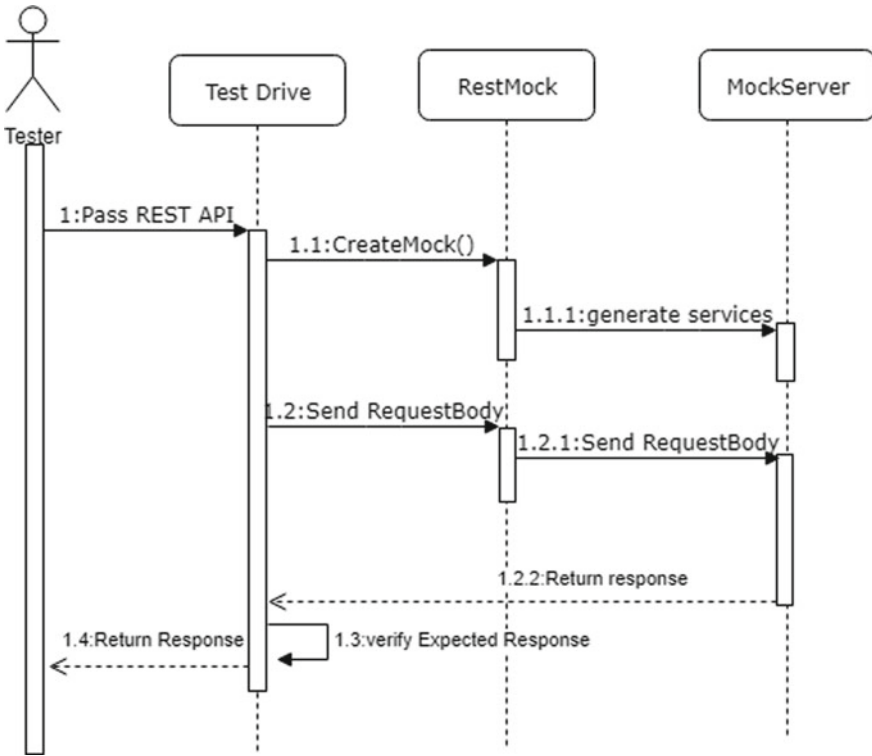 Test Drive
RestMock
MockServer
Tester
1:Pass REST API
1.1:CreateMock()
1.1.1:generate services
1.2:Send RequestBody
1.2.1:Send RequestBody
1.2.2:Return response
1.4:Return Response
1.3:verify Expected Response